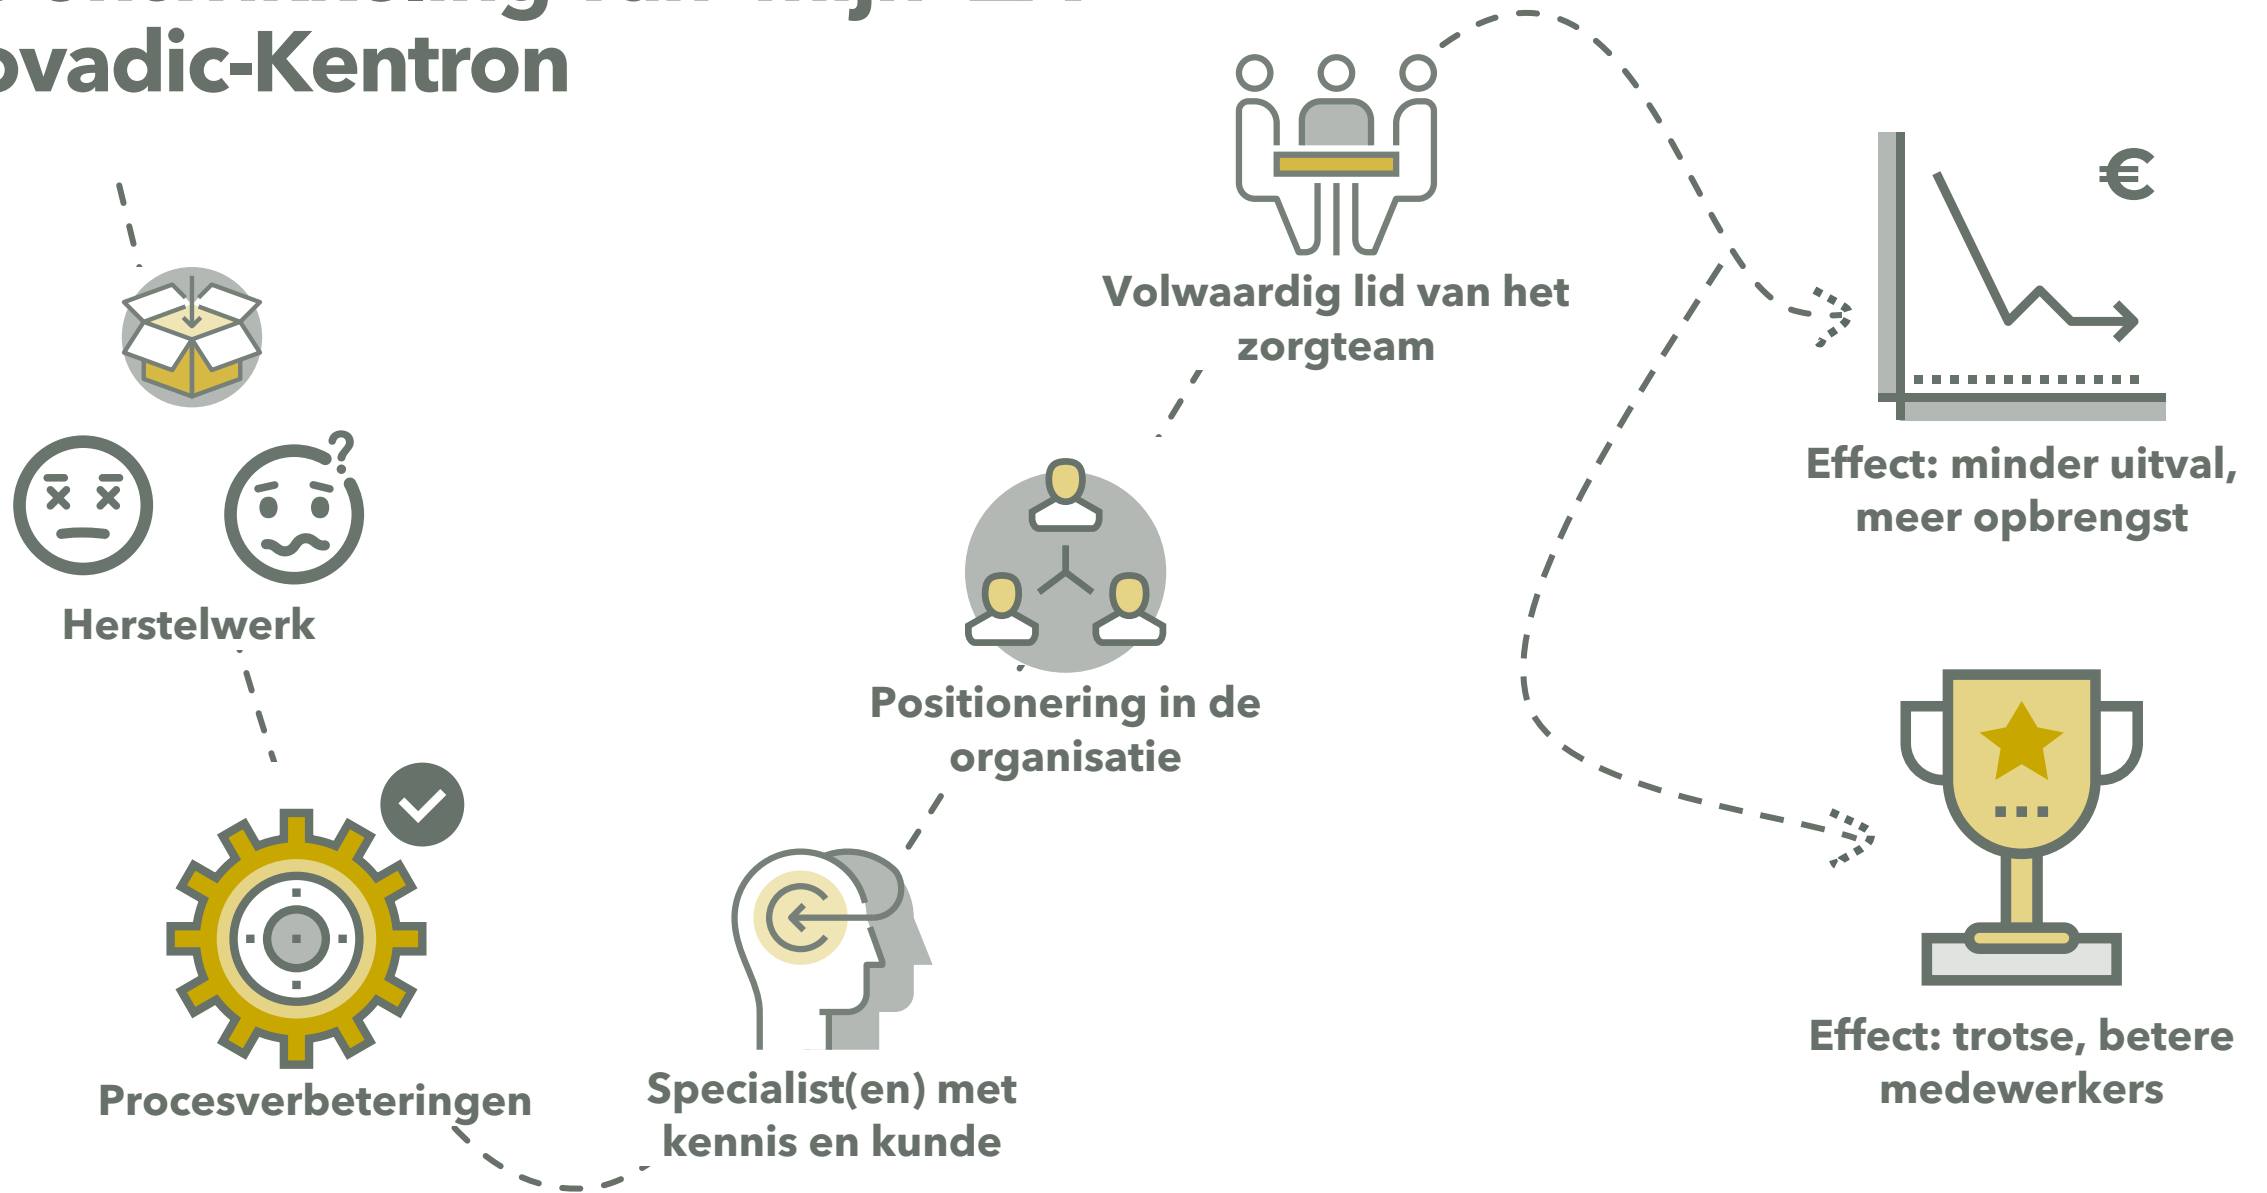 ovadic-Kentron
€
Volwaardig lid van het
zorgteam
Effect: minder uitval,
meer opbrengst
?
Herstelwerk
Positionering in de
organisatie
Effect: trotse, betere
medewerkers
Procesverbeteringen
Specialist(en) met
kennis en kunde